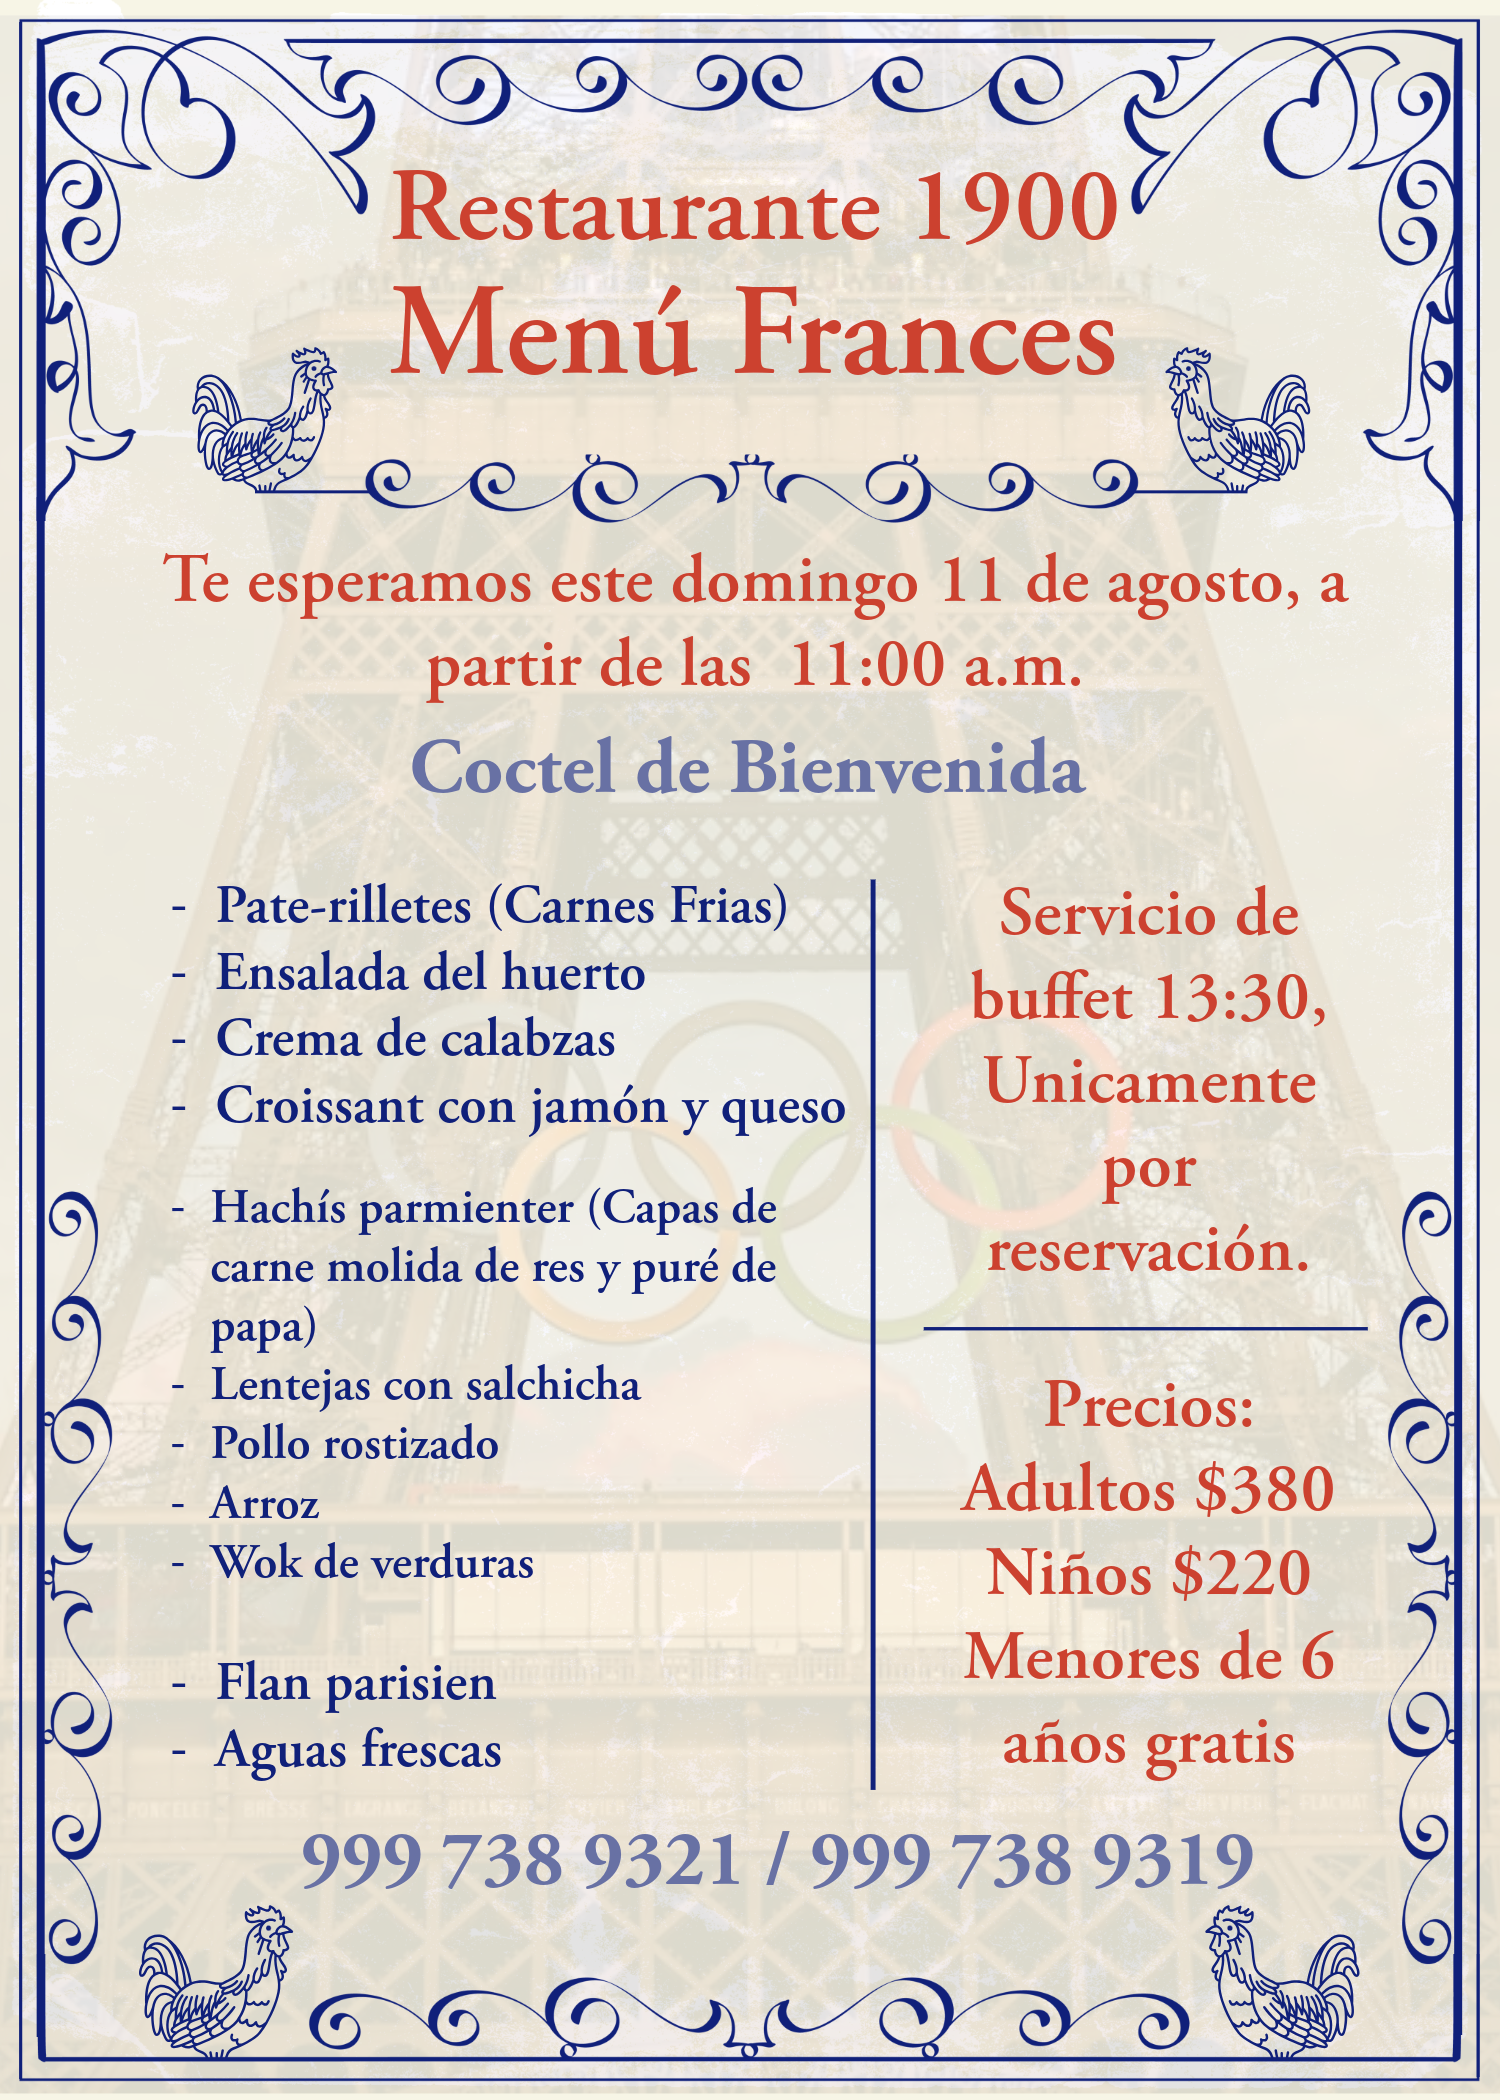 Restaurante 1900
Menú Frances
Te esperamos este domingo 11 de agosto, a
partir de las 11:00 a.m.
Coctel de Bienvenida
- Pate-rilletes (Carnes Frias)
- Ensalada del huerto
- Crema de calabzas
- Croissant con jamón y queso
- Hachís parmienter (Capas de
carne molida de res y puré de
papa)
- Lentejas con salchicha
- Pollo rostizado
- Arroz
- Wok de verduras
- Flan parisien
- Aguas frescas
Servicio de
buffet 13:30,
Unicamente
por
reservación.
Precios:
Adultos $380
Niños $220
Menores de 6
años gratis
999 738 9321 / 999 738 9319